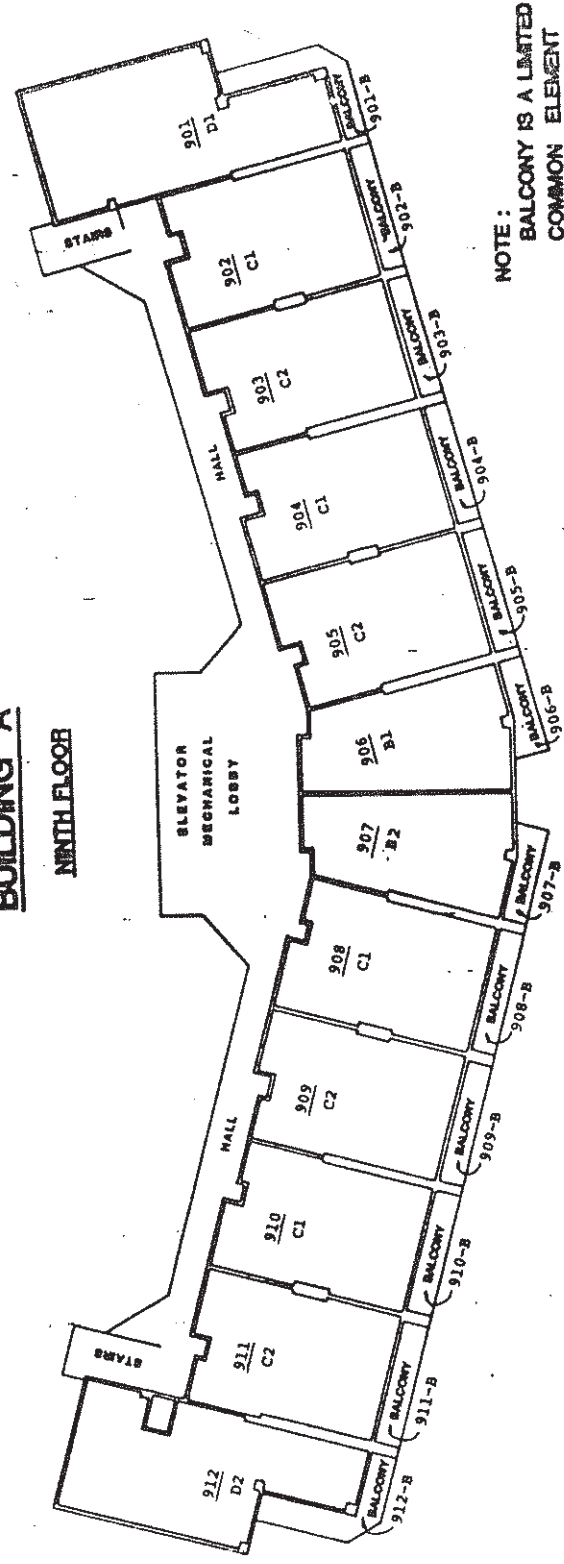 BUILDING "A"
NINTH FLOOR
ELEVATOR
MECHANICAL
LOBBY
STAIRS
HALL
HALL
STAIRS
912
D2
911
C2
910
C1
909
C2
908
C1
907
B2
906
B1
905
C2
904
C1
903
C2
902
C1
901
D1
BALCONY
912-B
BALCONY
911-B
BALCONY
910-B
BALCONY
909-B
BALCONY
908-B
BALCONY
907-B
BALCONY
906-B
BALCONY
905-B
BALCONY
904-B
BALCONY
903-B
BALCONY
902-B
BALCONY
901-B
NOTE :
BALCONY IS A LIMITED
COMMON ELEMENT